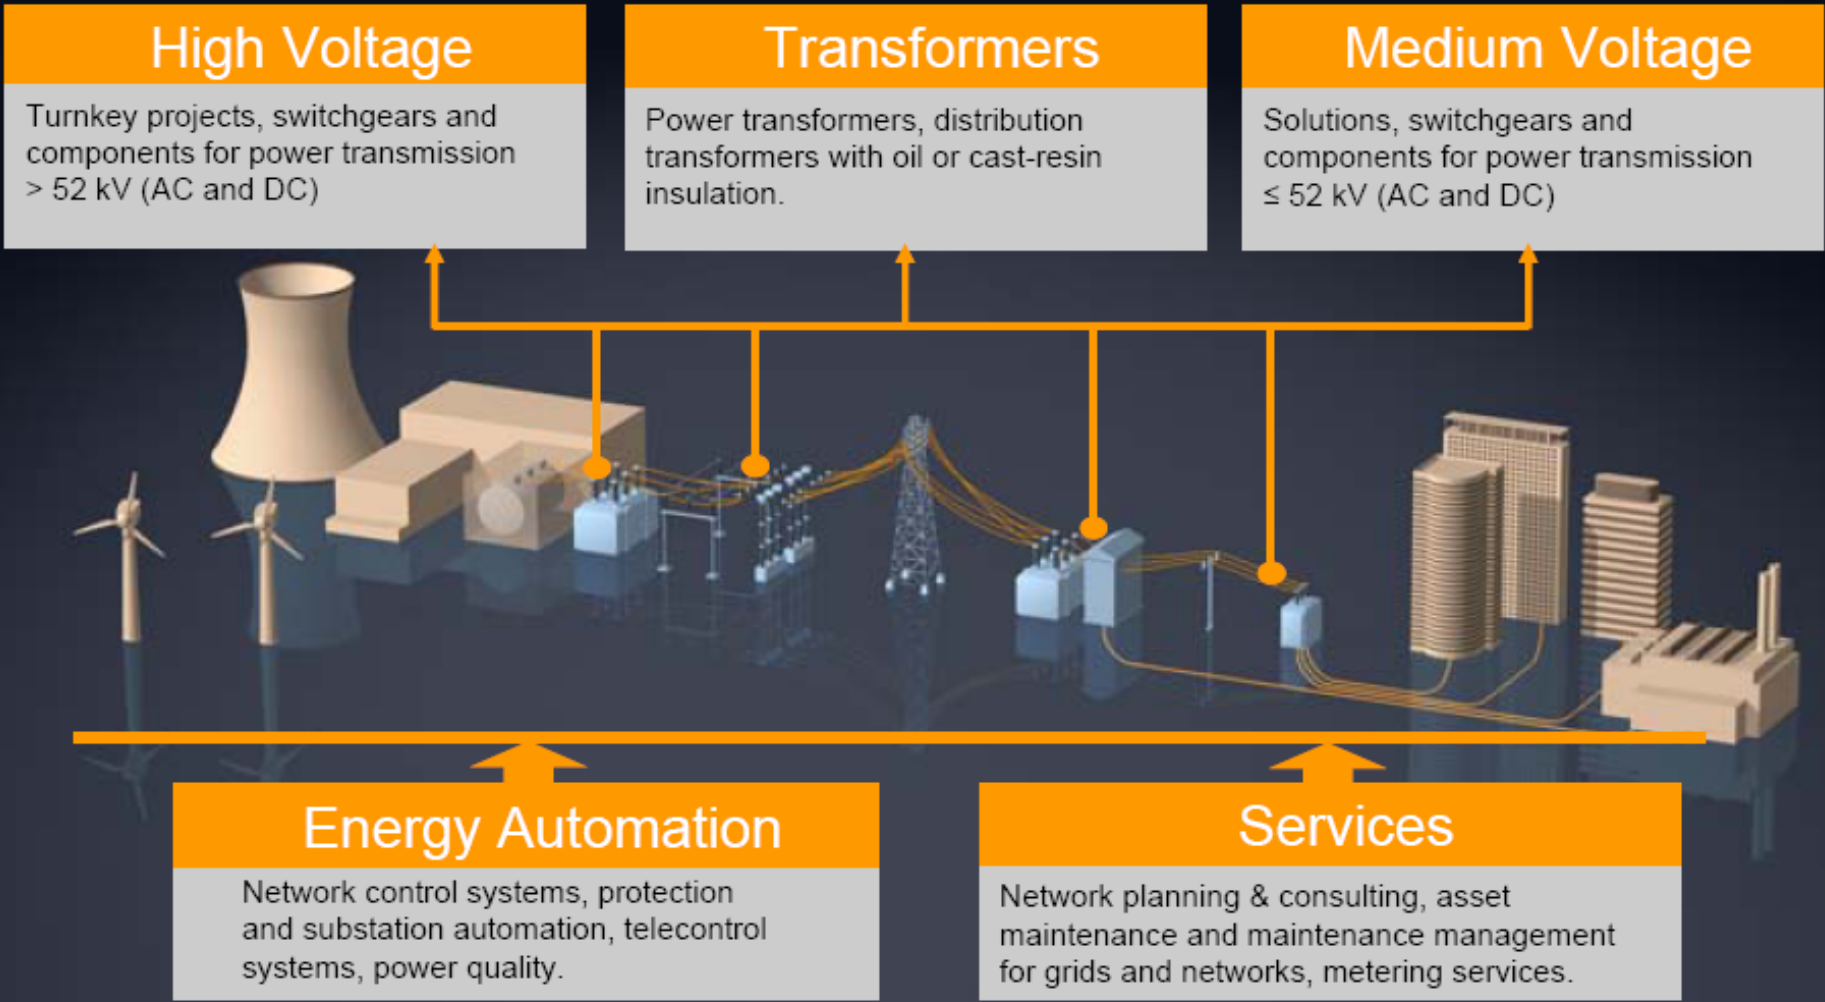 High Voltage
Turnkey projects, switchgears and
components for power transmission
> 52 kV (AC and DC)
Transformers
Power transformers, distribution
transformers with oil or cast-resin
insulation.
Medium Voltage
Solutions, switchgears and
components for power transmission
≤ 52 kV (AC and DC)
Energy Automation
Network control systems, protection
and substation automation, telecontrol
systems, power quality.
Services
Network planning & consulting, asset
maintenance and maintenance management
for grids and networks, metering services.